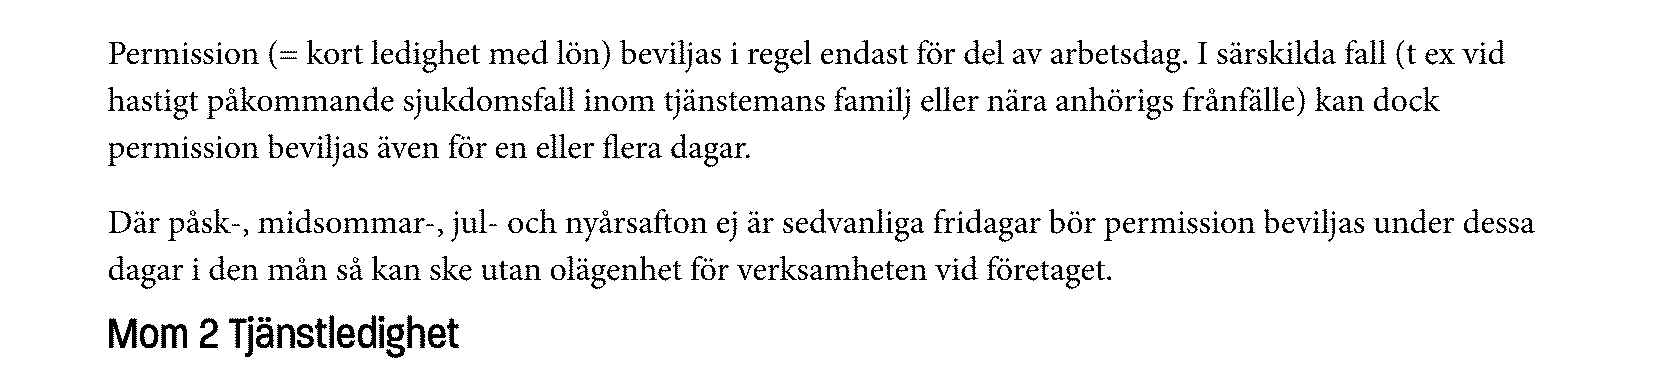 Permission (= kort ledighet med lön) beviljas i regel endast för del av arbetsdag. I särskilda fall (t ex vid
hastigt påkommande sjukdomsfall inom tjänstemans familj eller nära anhörigs frånfälle) kan dock
permission beviljas även för en eller flera dagar.
Där påsk-, midsommar-, jul- och nyårsafton ej är sedvanliga fridagar bör permission beviljas under dessa
dagar i den mån så kan ske utan olägenhet för verksamheten vid företaget.
Mom 2 Tjänstledighet